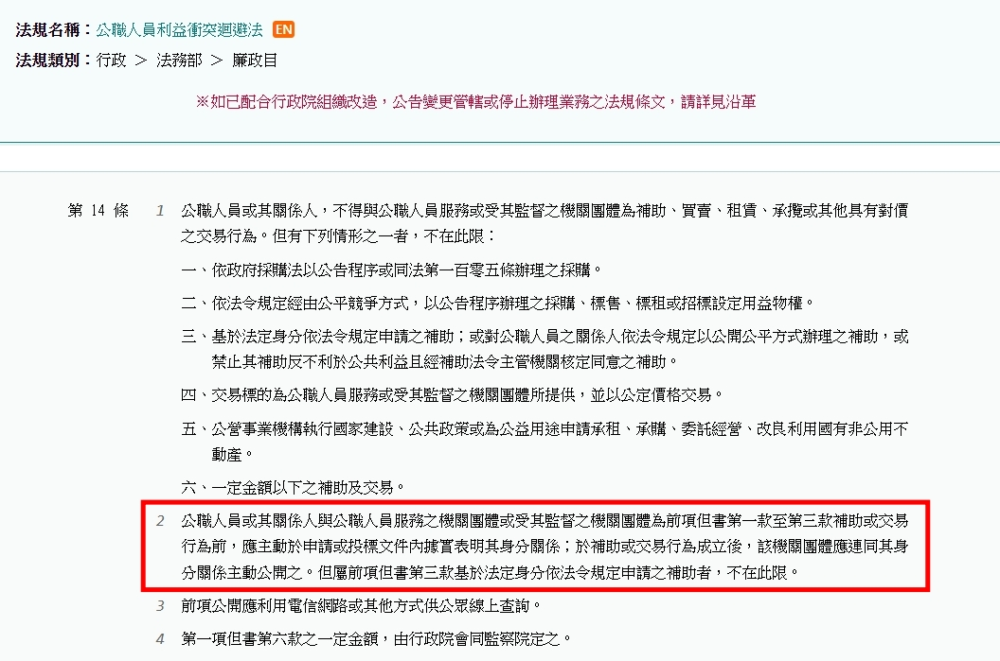 法規名稱：公職人員利益衝突迴避法 EN
法規類別：行政 ＞ 法務部 ＞ 廉政目
※如已配合行政院組織改造，公告變更管轄或停止辦理業務之法規條文，請詳見沿革
第 14 條 1 公職人員或其關係人，不得與公職人員服務或受其監督之機關團體為補助、買賣、租賃、承攬或其他具有對價
之交易行為。但有下列情形之一者，不在此限：
一、依政府採購法以公告程序或同法第一百零五條辦理之採購。
二、依法令規定經由公平競爭方式，以公告程序辦理之採購、標售、標租或招標設定用益物權。
三、基於法定身分依法令規定申請之補助；或對公職人員之關係人依法令規定以公開公平方式辦理之補助，或
禁止其補助反不利於公共利益且經補助法令主管機關核定同意之補助。
四、交易標的為公職人員服務或受其監督之機關團體所提供，並以公定價格交易。
五、公營事業機構執行國家建設、公共政策或為公益用途申請承租、承購、委託經營、改良利用國有非公用不
動產。
六、一定金額以下之補助及交易。
2 公職人員或其關係人與公職人員服務之機關團體或受其監督之機關團體為前項但書第一款至第三款補助或交易
行為前，應主動於申請或投標文件內據實表明其身分關係；於補助或交易行為成立後，該機關團體應連同其身
分關係主動公開之。但屬前項但書第三款基於法定身分依法令規定申請之補助者，不在此限。
3 前項公開應利用電信網路或其他方式供公眾線上查詢。
4 第一項但書第六款之一定金額，由行政院會同監察院定之。